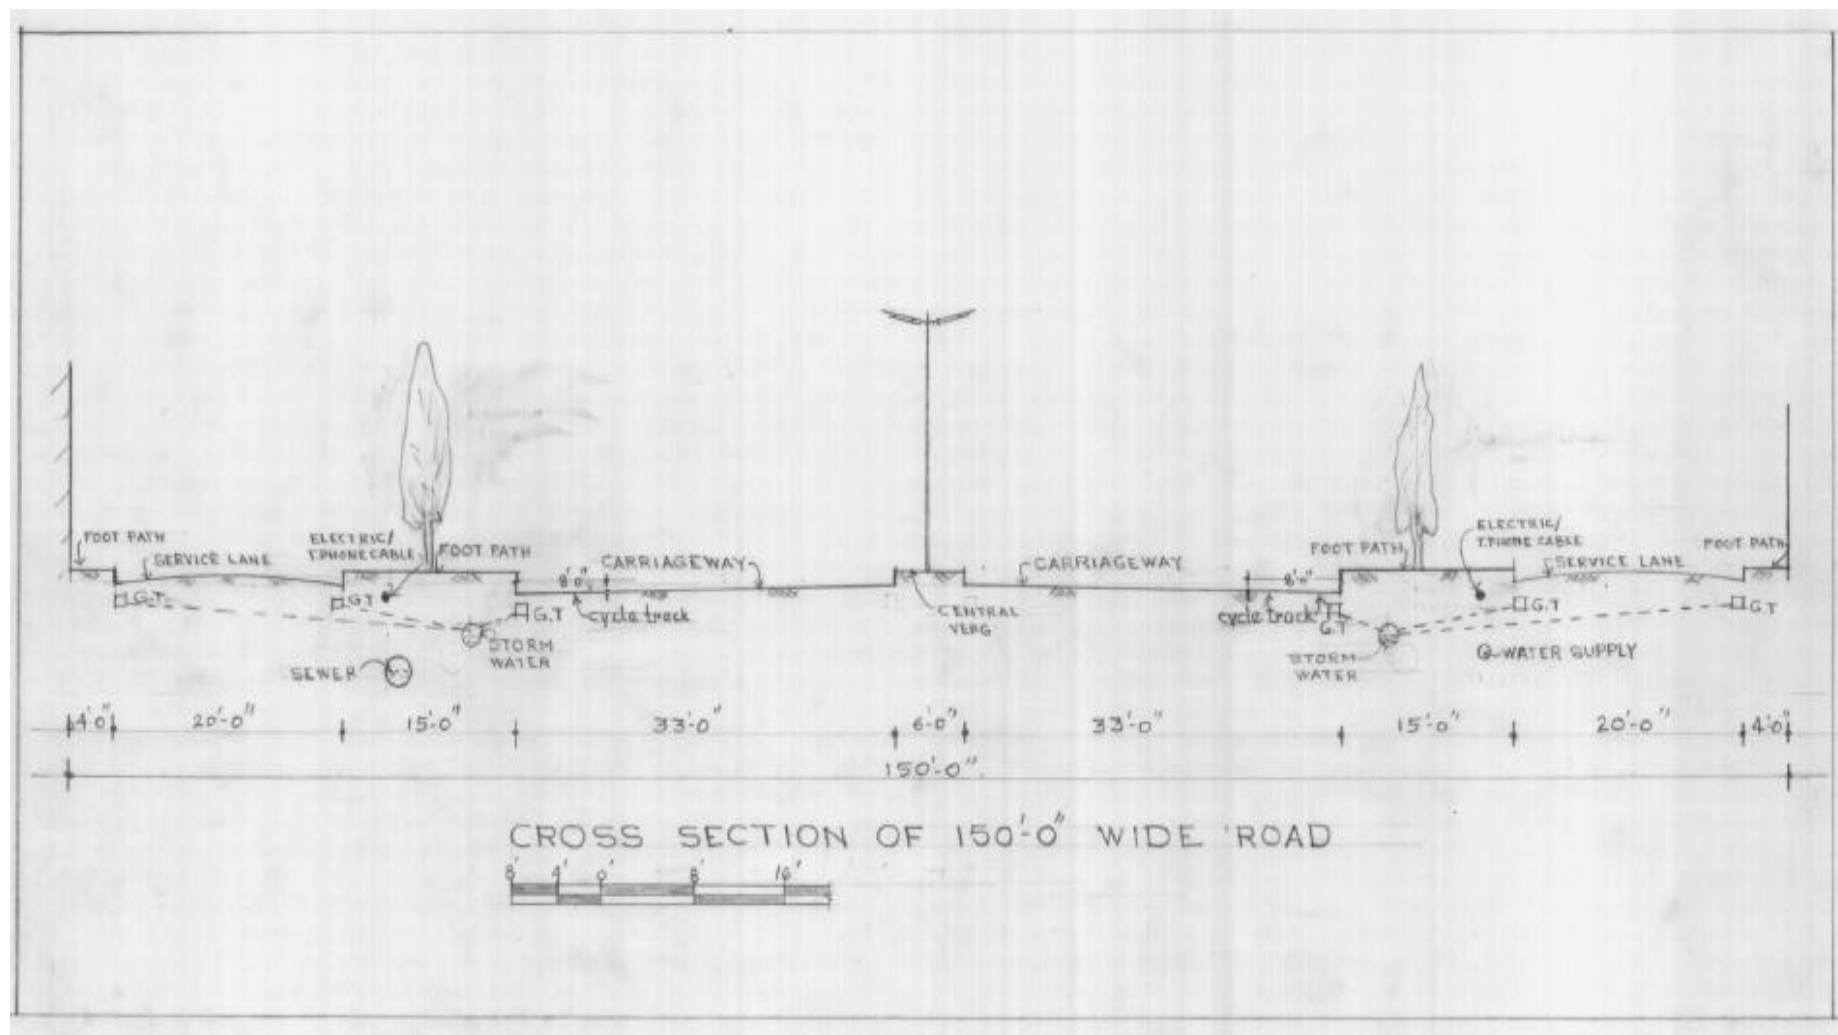 FOOT PATH
SERVICE LANE
ELECTRIC/
T.PHONE CABLE
FOOT PATH
CARRIAGEWAY
CARRIAGEWAY
FOOT PATH
ELECTRIC/
T.PHONE CABLE
SERVICE LANE
FOOT PATH
8'-0"
8'-0"
G.T
G.T
G.T
cycle track
CENTRAL
VERG
cycle track
G.T
G.T
G.T
STORM
WATER
SEWER
STORM
WATER
WATER SUPPLY
4'-0" 20'-0" 15'-0" 33'-0" 6'-0" 33'-0" 15'-0" 20'-0" 4'-0"
150'-0"
CROSS SECTION OF 150'-0" WIDE ROAD
8' 4' 0' 8' 16'